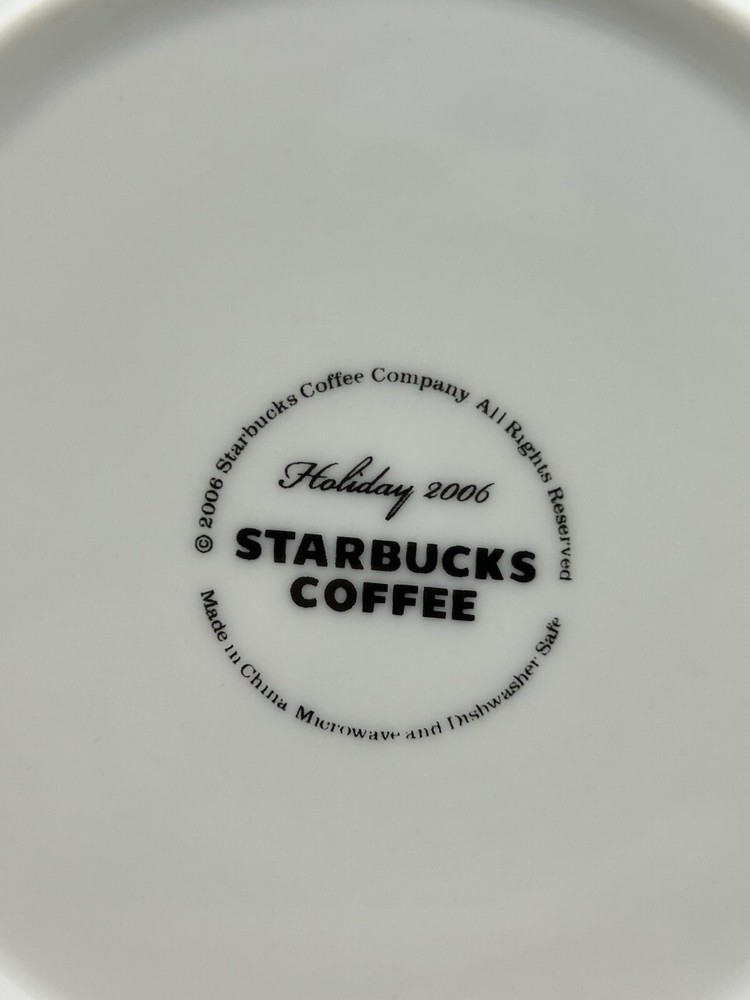 © 2006 Starbucks Coffee Company All Rights Reserved
Holiday 2006
STARBUCKS
COFFEE
Made in China Microwave and Dishwasher Safe